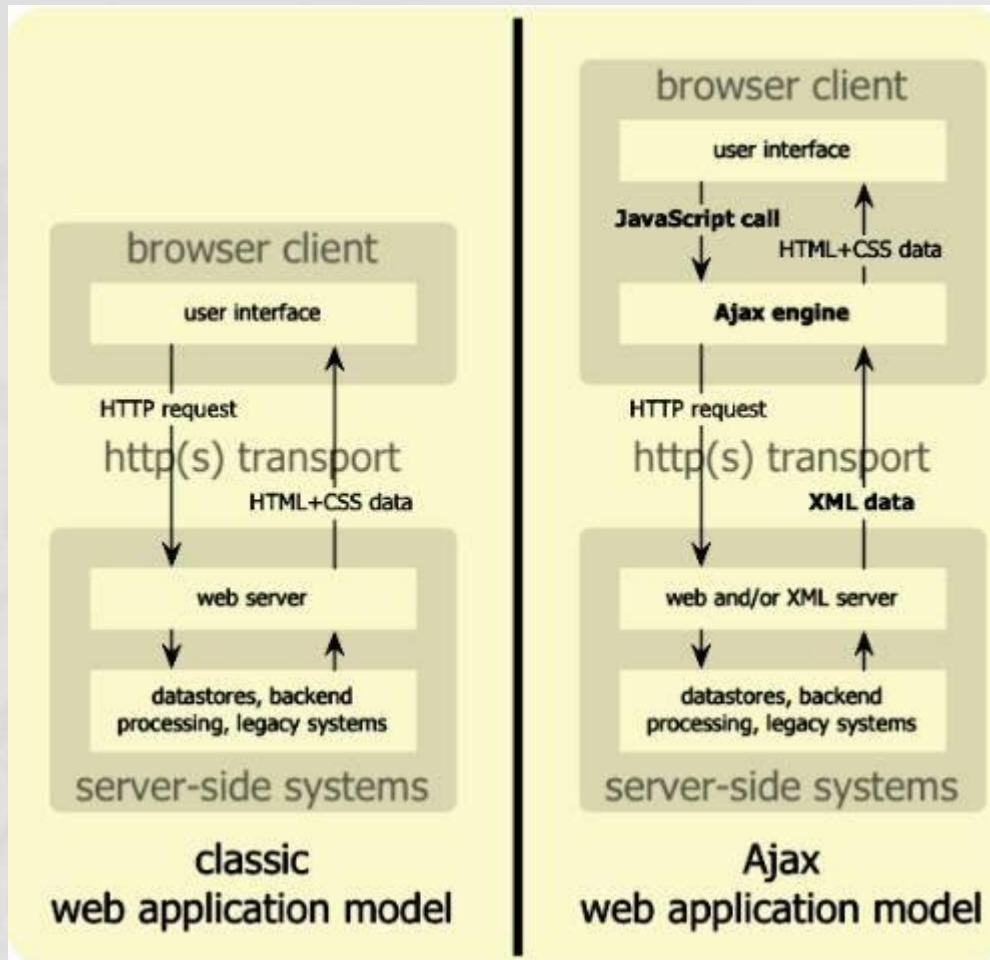 browser client
user interface
HTTP request
http(s) transport
HTML+CSS data
web server
datastores, backend
processing, legacy systems
server-side systems
classic
web application model
browser client
user interface
JavaScript call
HTML+CSS data
Ajax engine
HTTP request
http(s) transport
XML data
web and/or XML server
datastores, backend
processing, legacy systems
server-side systems
Ajax
web application model